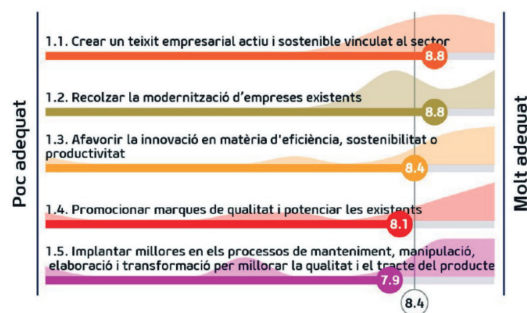 Poc adequat
1.1. Crear un teixit empresarial actiu i sostenible vinculat al sector
8.8
1.2. Recolzar la modernització d'empreses existents
8.8
1.3. Afavorir la innovació en matèria d'eficiència, sostenibilitat o
productivitat
8.4
1.4. Promocionar marques de qualitat i potenciar les existents
8.1
1.5. Implantar millores en els processos de manteniment, manipulació,
elaboració i transformació per millorar la qualitat i el tracte del producte
7.9
8.4
Molt adequat